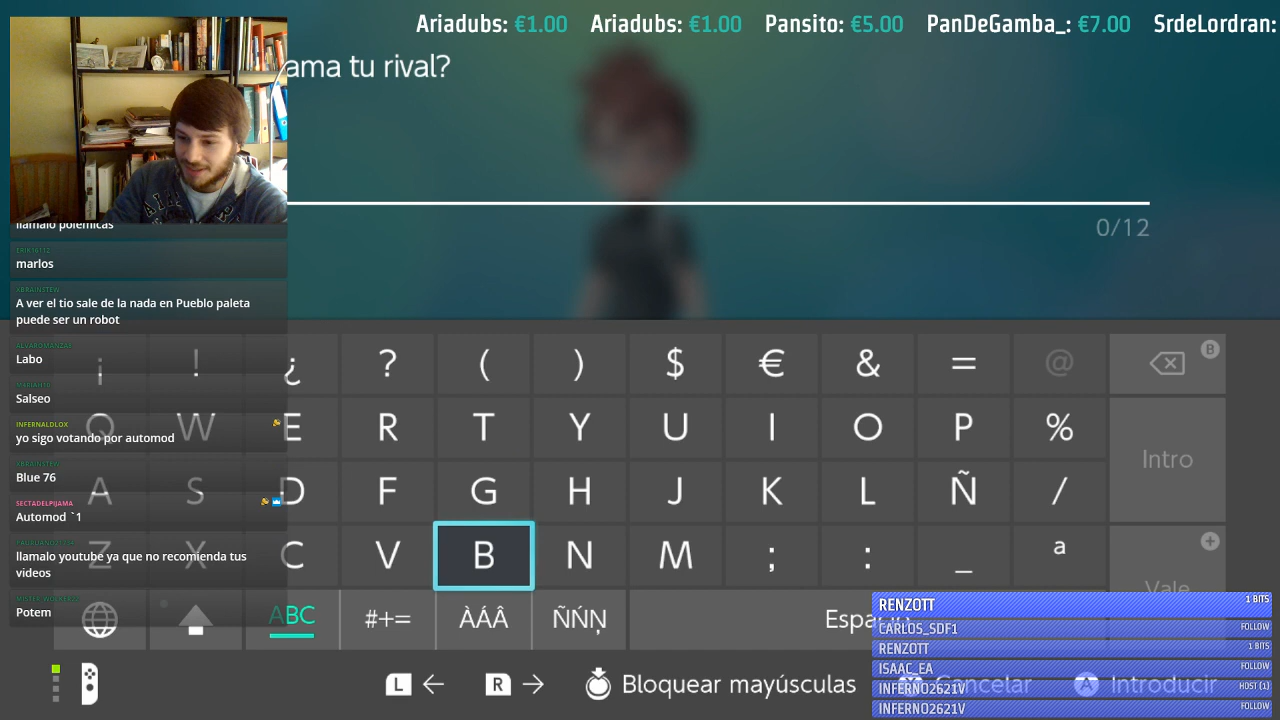 Ariadubs: €1.00 Ariadubs: €1.00 Pansito: €5.00 PanDeGamba_: €7.00 SrdeLordran:
ama tu rival?
0/12
llamalo polemicas
ERIK16112
marlos
XBRAINSTEW
A ver el tio sale de la nada en Pueblo paleta
puede ser un robot
Labo
Salseo
INFERNALDLOX
yo sigo votando por automod
XBRAINSTEW
Blue 76
SECTADELPIJAMA
Automod `1
llamalo youtube ya que no recomienda tus
videos
Potem
¡ ! ¿ ? ( ) $ € & = @ B
Q W E R T Y U I O P %
Intro
A S D F G H J K L Ñ /
Z X C V B N M ; : _ ª
Vale
ABC #+= ÀÁÂ ÑŃŅ
RENZOTT 1 BITS
CARLOS_SDF1 FOLLOW
RENZOTT 1 BITS
ISAAC_EA FOLLOW
INFERNO2621V HOST (1)
INFERNO2621V FOLLOW
L ← R → Bloquear mayúsculas Cancelar A Introducir